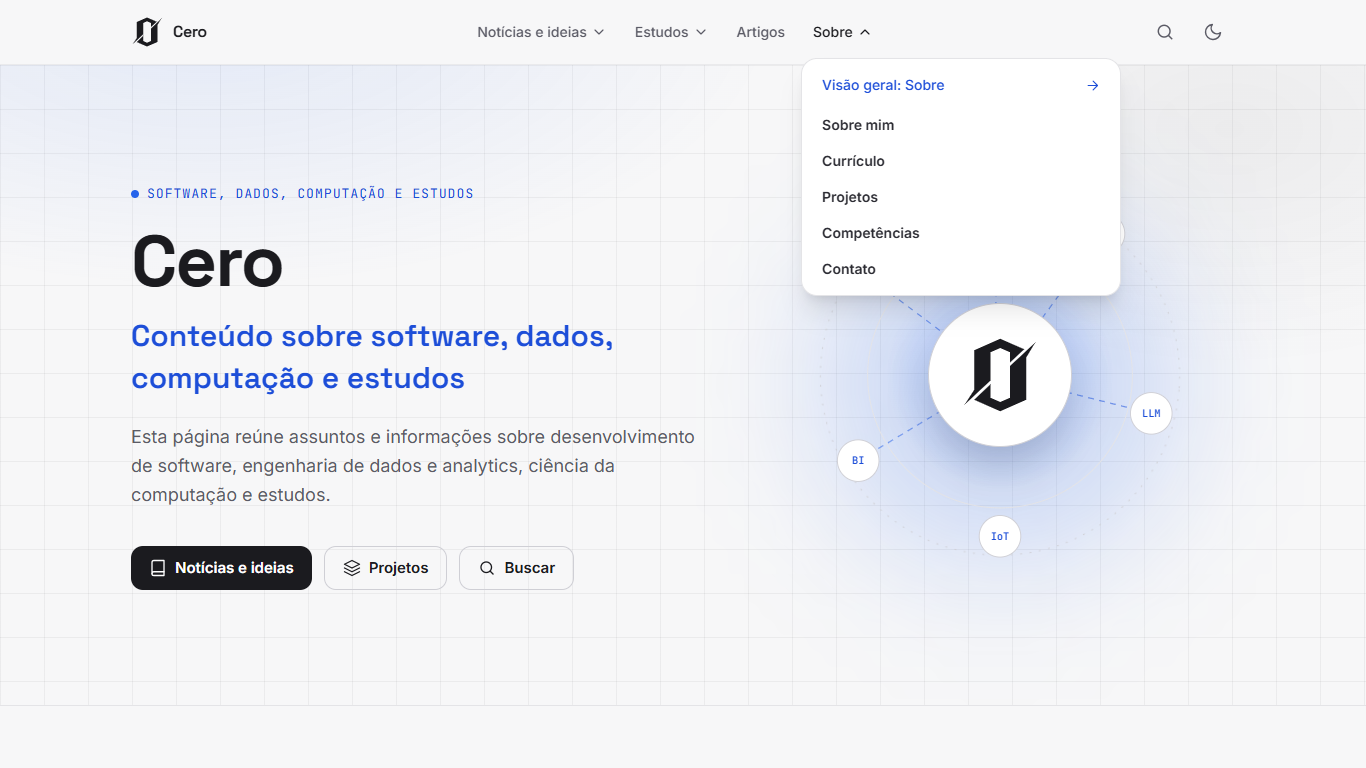 Cero
Notícias e ideias
Estudos
Artigos
Sobre
Visão geral: Sobre
Sobre mim
Currículo
Projetos
Competências
Contato
SOFTWARE, DADOS, COMPUTAÇÃO E ESTUDOS
Cero
Conteúdo sobre software, dados,
computação e estudos
Esta página reúne assuntos e informações sobre desenvolvimento
de software, engenharia de dados e analytics, ciência da
computação e estudos.
Notícias e ideias
Projetos
Buscar
LLM
BI
IoT